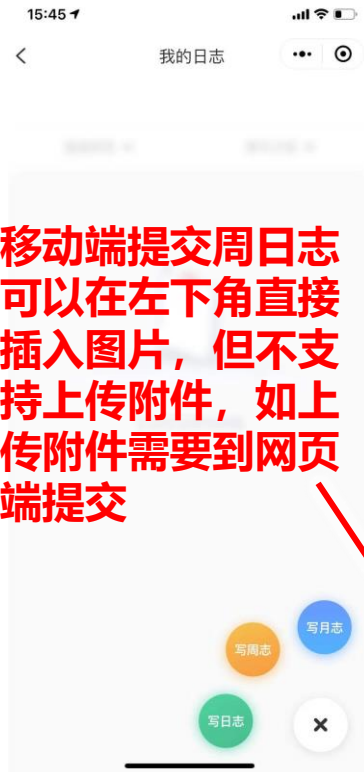 15:45
我的日志
移动端提交周日志
可以在左下角直接
插入图片，但不支
持上传附件，如上
传附件需要到网页
端提交
写月志
写周志
写日志